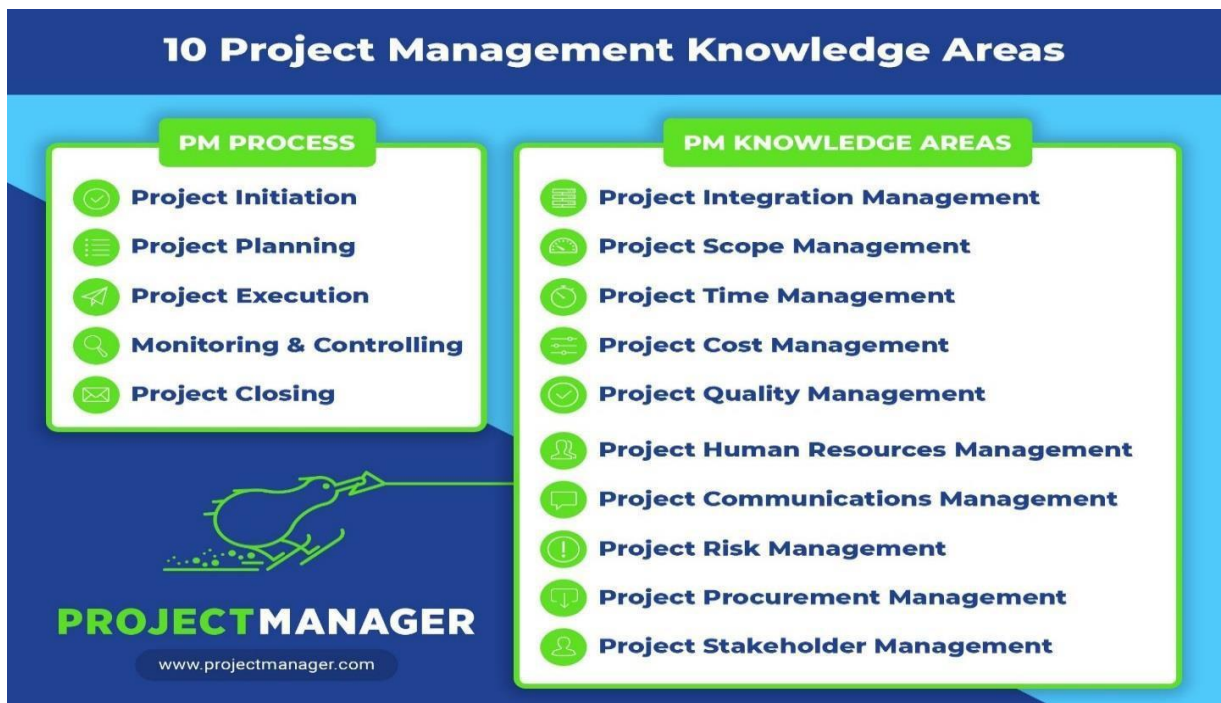 10 Project Management Knowledge Areas
PM PROCESS
Project Initiation
Project Planning
Project Execution
Monitoring & Controlling
Project Closing
PM KNOWLEDGE AREAS
Project Integration Management
Project Scope Management
Project Time Management
Project Cost Management
Project Quality Management
Project Human Resources Management
Project Communications Management
Project Risk Management
Project Procurement Management
Project Stakeholder Management
PROJECTMANAGER
www.projectmanager.com